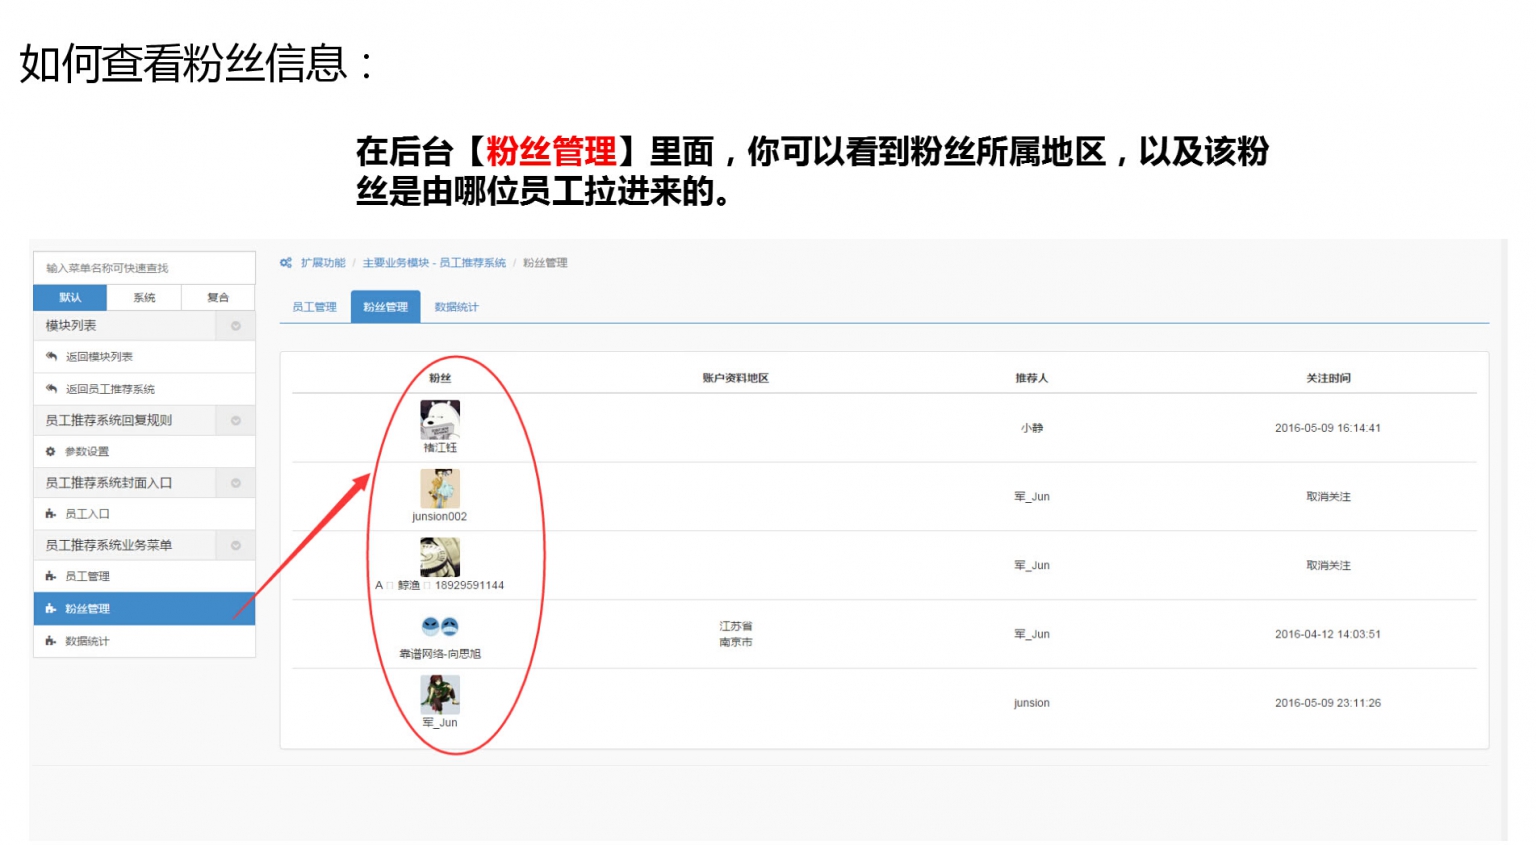 如何查看粉丝信息：
在后台【粉丝管理】里面，你可以看到粉丝所属地区，以及该粉
丝是由哪位员工拉进来的。
输入菜单名称可快速查找
默认 系统 复合
模块列表
返回模块列表
返回员工推荐系统
员工推荐系统回复规则
参数设置
员工推荐系统封面入口
员工入口
员工推荐系统业务菜单
员工管理
粉丝管理
数据统计
扩展功能 / 主要业务模块 - 员工推荐系统 / 粉丝管理
员工管理 粉丝管理 数据统计
粉丝 账户资料地区 推荐人 关注时间
褚江钰 小静 2016-05-09 16:14:41
junsion002 军_Jun 取消关注
A □ 鲸渔 □ 18929591144 军_Jun 取消关注
靠谱网络-向思旭 江苏省 军_Jun 2016-04-12 14:03:51
南京市
军_Jun junsion 2016-05-09 23:11:26